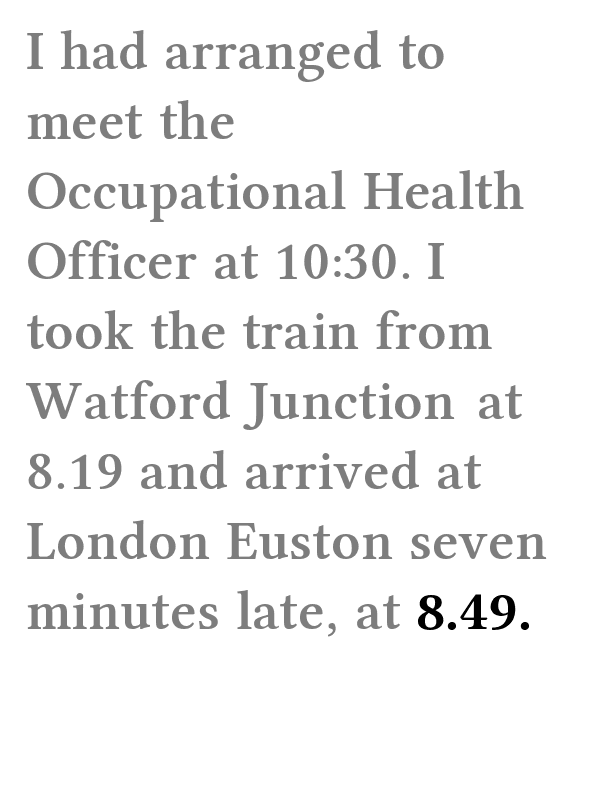 I had arranged to
meet the
Occupational Health
Officer at 10:30. I
took the train from
Watford Junction at
8.19 and arrived at
London Euston seven
minutes late, at 8.49.